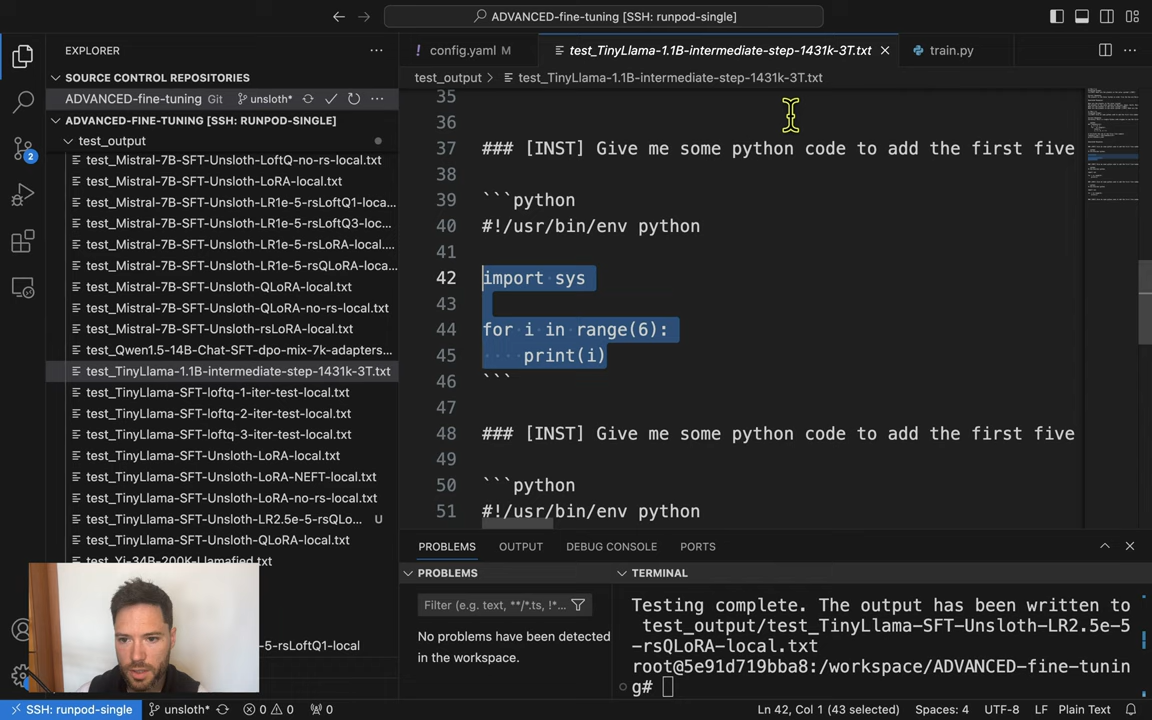 ADVANCED-fine-tuning [SSH: runpod-single]
EXPLORER
SOURCE CONTROL REPOSITORIES
ADVANCED-fine-tuning Git unsloth*
ADVANCED-FINE-TUNING [SSH: RUNPOD-SINGLE]
test_output
test_Mistral-7B-SFT-Unsloth-LoftQ-no-rs-local.txt
test_Mistral-7B-SFT-Unsloth-LoRA-local.txt
test_Mistral-7B-SFT-Unsloth-LR1e-5-rsLoftQ1-loca...
test_Mistral-7B-SFT-Unsloth-LR1e-5-rsLoftQ3-loca...
test_Mistral-7B-SFT-Unsloth-LR1e-5-rsLoRA-local....
test_Mistral-7B-SFT-Unsloth-LR1e-5-rsQLoRA-loca...
test_Mistral-7B-SFT-Unsloth-QLoRA-local.txt
test_Mistral-7B-SFT-Unsloth-QLoRA-no-rs-local.txt
test_Mistral-7B-SFT-Unsloth-rsLoRA-local.txt
test_Qwen1.5-14B-Chat-SFT-dpo-mix-7k-adapters...
test_TinyLlama-1.1B-intermediate-step-1431k-3T.txt
test_TinyLlama-SFT-loftq-1-iter-test-local.txt
test_TinyLlama-SFT-loftq-2-iter-test-local.txt
test_TinyLlama-SFT-loftq-3-iter-test-local.txt
test_TinyLlama-SFT-Unsloth-LoRA-local.txt
test_TinyLlama-SFT-Unsloth-LoRA-NEFT-local.txt
test_TinyLlama-SFT-Unsloth-LoRA-no-rs-local.txt
test_TinyLlama-SFT-Unsloth-LR2.5e-5-rsQLo... U
test_TinyLlama-SFT-Unsloth-QLoRA-local.txt
test_Yi-34B-200K-Llamafied.txt
-5-rsLoftQ1-local
2
config.yaml M
test_TinyLlama-1.1B-intermediate-step-1431k-3T.txt
train.py
test_output > test_TinyLlama-1.1B-intermediate-step-1431k-3T.txt
35
36
37 ### [INST] Give me some python code to add the first five
38
39 ```python
40 #!/usr/bin/env python
41
42 import sys
43
44 for i in range(6):
45 ····print(i)
46 ```
47
48 ### [INST] Give me some python code to add the first five
49
50 ```python
51 #!/usr/bin/env python
PROBLEMS OUTPUT DEBUG CONSOLE PORTS
PROBLEMS
Filter (e.g. text, **/*.ts, !*...
No problems have been detected
in the workspace.
TERMINAL
Testing complete. The output has been written to
test_output/test_TinyLlama-SFT-Unsloth-LR2.5e-5
-rsQLoRA-local.txt
root@5e91d719bba8:/workspace/ADVANCED-fine-tunin
g#
SSH: runpod-single unsloth* 0 0 0 Ln 42, Col 1 (43 selected) Spaces: 4 UTF-8 LF Plain Text